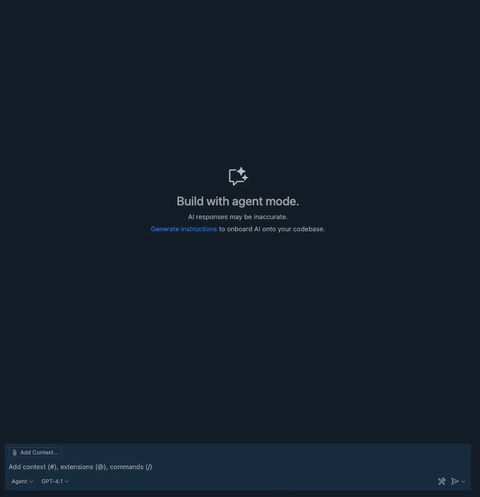 Build with agent mode.
AI responses may be inaccurate.
Generate instructions to onboard AI onto your codebase.
Add Context...
Add context (#), extensions (@), commands (/)
Agent
GPT-4.1